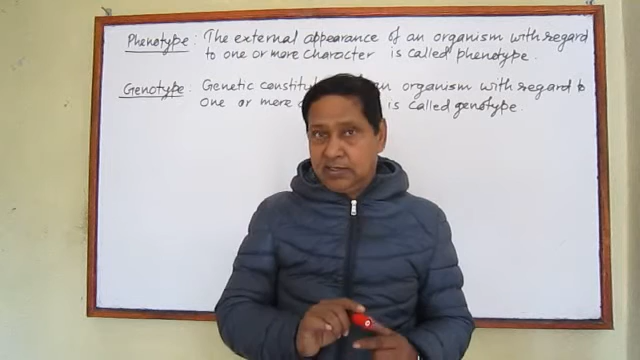 Phenotype: The external appearance of an organism with regard
to one or more character is called phenotype.
Genotype: Genetic an organism with regard to
one or more is called genotype.